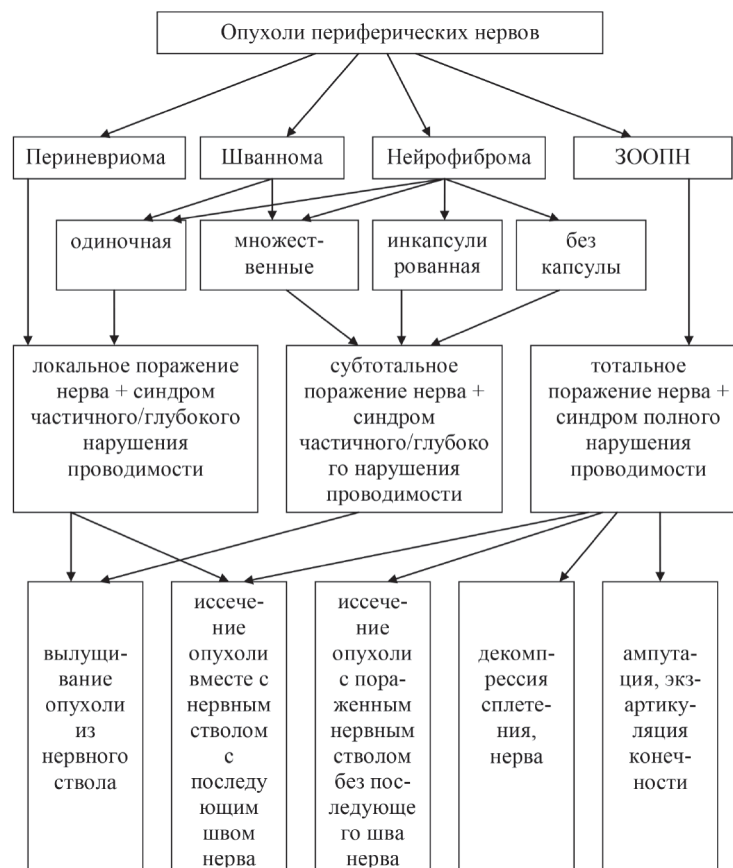 Опухоли периферических нервов
Периневриома
Шваннома
Нейрофиброма
ЗООПН
одиночная
множест-
венные
инкапсули
рованная
без
капсулы
локальное поражение
нерва + синдром
частичного/глубокого
нарушения
проводимости
субтотальное
поражение нерва +
синдром
частичного/глубоко
го нарушения
проводимости
тотальное
поражение нерва +
синдром полного
нарушения
проводимости
вылущи-
вание
опухоли
из
нервного
ствола
иссече-
ние
опухоли
вместе с
нервным
стволом
с
последу
ющим
швом
нерва
иссече-
ние
опухоли
с пора-
женным
нервным
стволом
без пос-
ледующе
го шва
нерва
декомп-
рессия
сплетения,
нерва
ампута-
ция, экз-
артику-
ляция
конеч-
ности